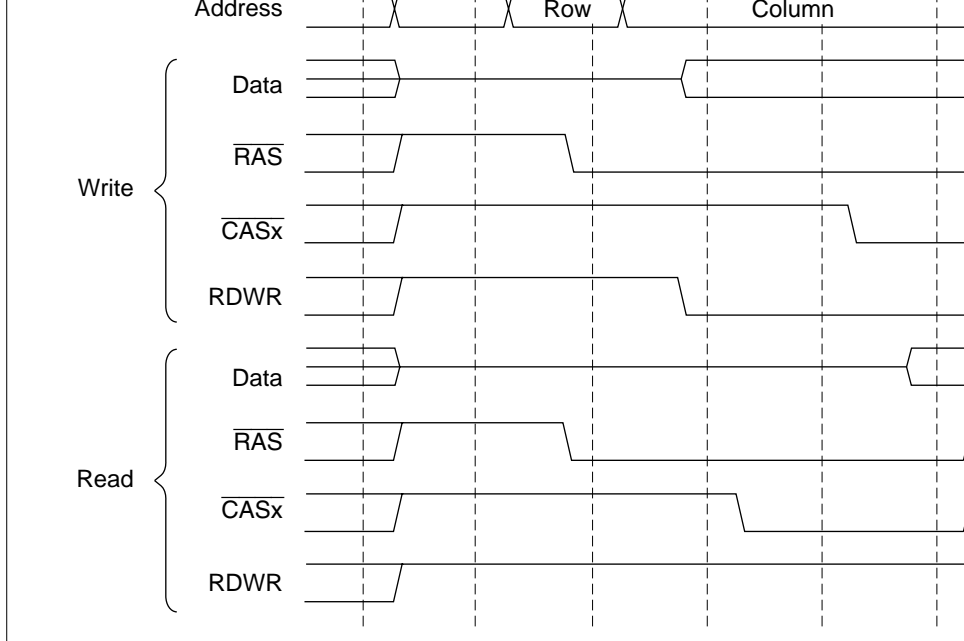 Address Row Column
Data
RAS
Write
CASx
RDWR
Data
RAS
Read
CASx
RDWR